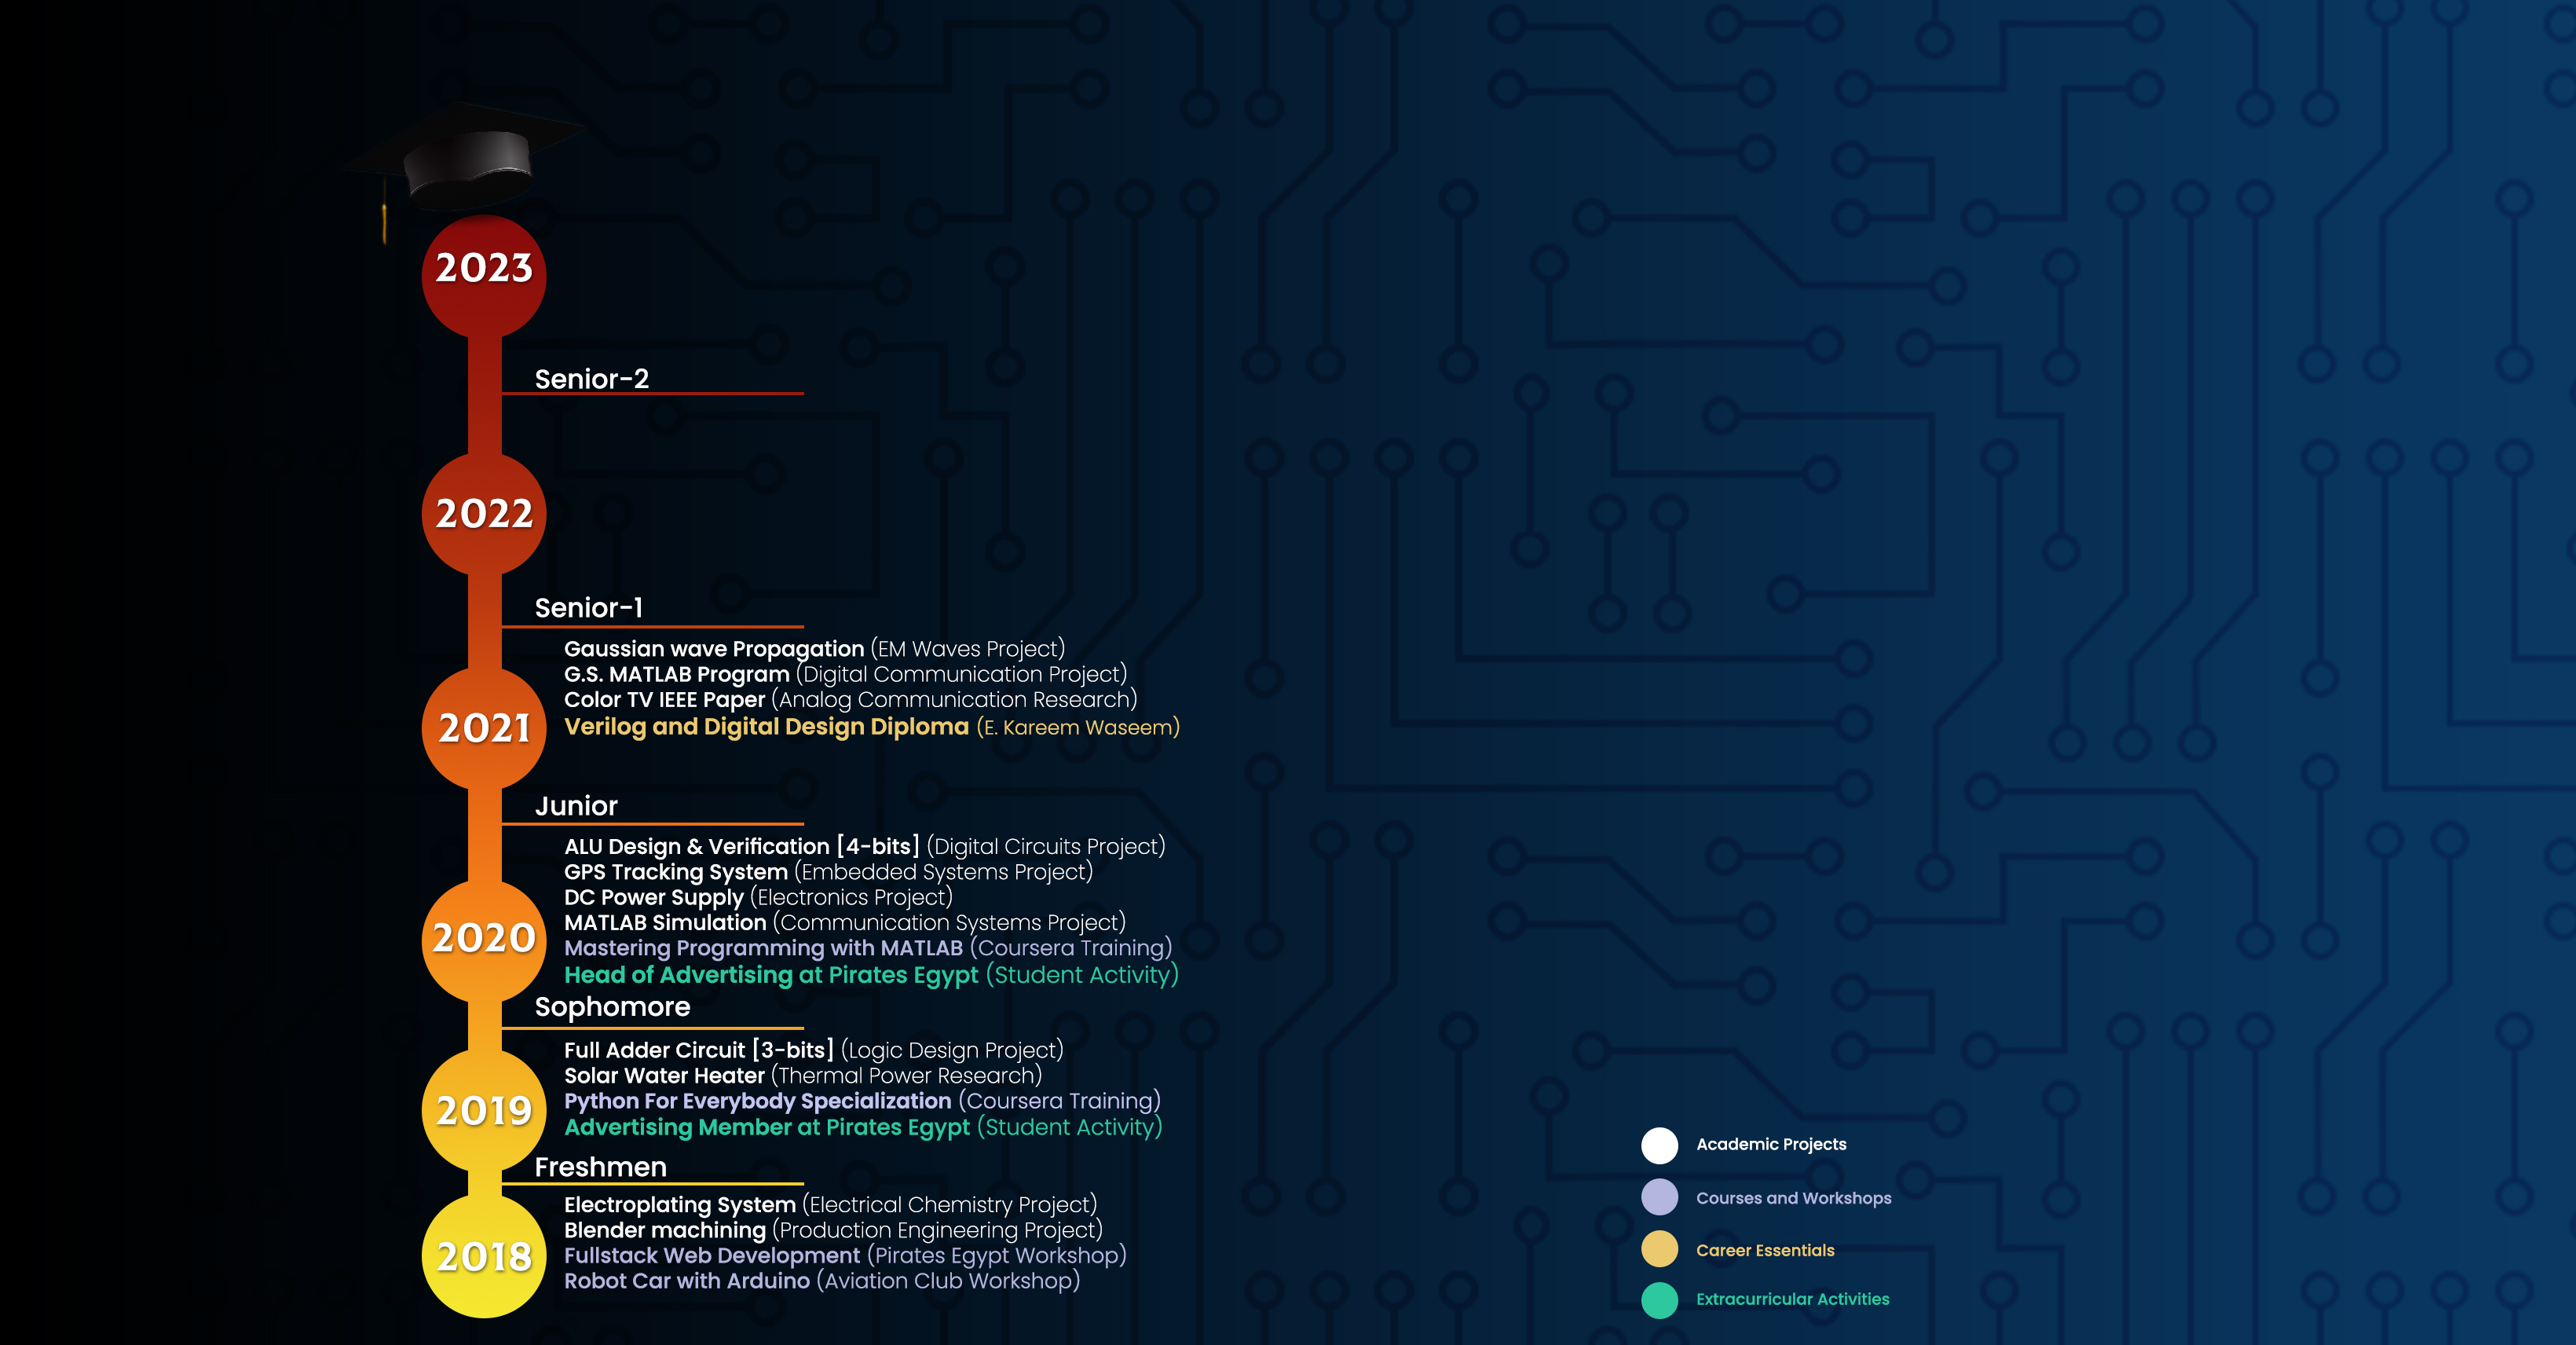 2023
Senior-2
2022
Senior-1
Gaussian wave Propagation (EM Waves Project)
G.S. MATLAB Program (Digital Communication Project)
Color TV IEEE Paper (Analog Communication Research)
2021
Verilog and Digital Design Diploma (E. Kareem Waseem)
Junior
ALU Design & Verification [4-bits] (Digital Circuits Project)
GPS Tracking System (Embedded Systems Project)
DC Power Supply (Electronics Project)
MATLAB Simulation (Communication Systems Project)
2020
Mastering Programming with MATLAB (Coursera Training)
Head of Advertising at Pirates Egypt (Student Activity)
Sophomore
Full Adder Circuit [3-bits] (Logic Design Project)
Solar Water Heater (Thermal Power Research)
2019
Python For Everybody Specialization (Coursera Training)
Advertising Member at Pirates Egypt (Student Activity)
Freshmen
Electroplating System (Electrical Chemistry Project)
Blender machining (Production Engineering Project)
2018
Fullstack Web Development (Pirates Egypt Workshop)
Robot Car with Arduino (Aviation Club Workshop)
Academic Projects
Courses and Workshops
Career Essentials
Extracurricular Activities